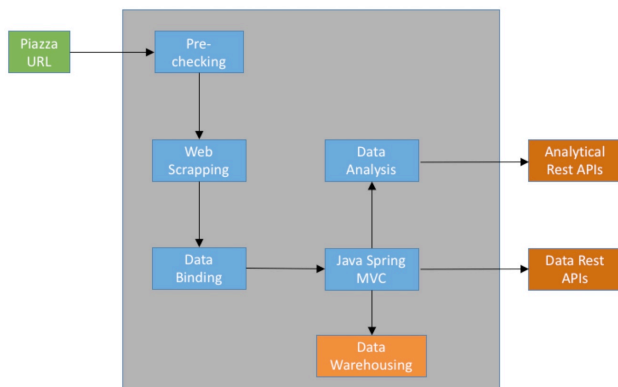 Piazza
URL
Pre-
checking
Web
Scrapping
Data
Analysis
Analytical
Rest APIs
Data
Binding
Java Spring
MVC
Data Rest
APIs
Data
Warehousing